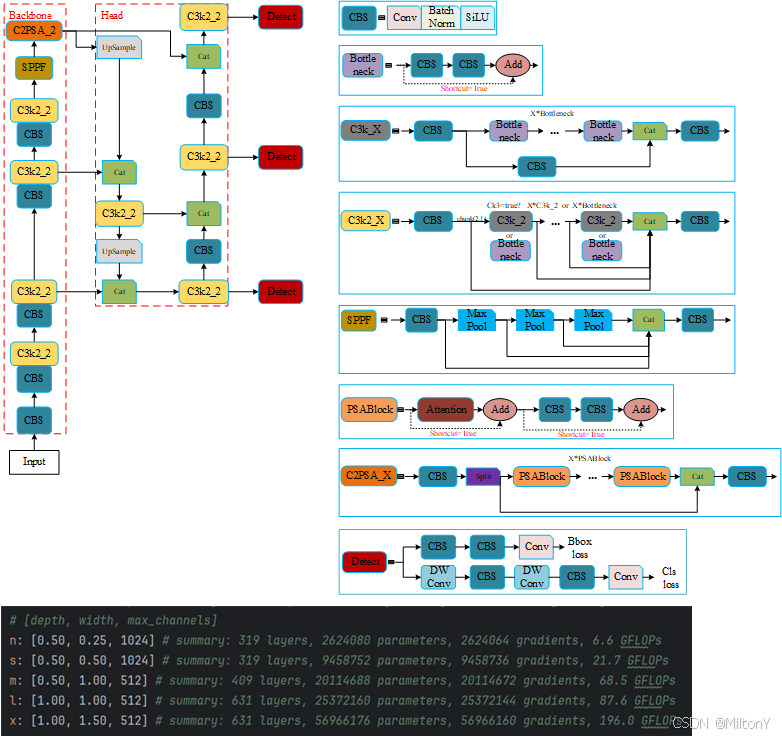 Backbone
Head
C2PSA_2
SPPF
C3k2_2
CBS
C3k2_2
CBS
C3k2_2
CBS
C3k2_2
CBS
CBS
Input
UpSample
Cat
C3k2_2
UpSample
Cat
C3k2_2
Cat
CBS
C3k2_2
Cat
CBS
C3k2_2
Detect
Detect
Detect
CBS = Conv Batch Norm SiLU
Bottle neck = CBS CBS Add
Shortcut=True
X*Bottleneck
C3k_X = CBS Bottle neck ... Bottle neck Cat CBS
CBS
Ck3=true? X*C3k_2 or X*Bottleneck
C3k2_X = CBS chunk(2,1) C3k_2 ... C3k_2 Cat CBS
or or
Bottle neck Bottle neck
SPPF = CBS Max Pool Max Pool Max Pool Cat CBS
PSABlock = Attention Add CBS CBS Add
Shortcut=True Shortcut=True
X*PSABlock
C2PSA_X = CBS Split PSABlock ... PSABlock Cat CBS
Detect = CBS CBS Conv Bbox loss
DW Conv CBS DW Conv CBS Conv Cls loss
# [depth, width, max_channels]
n: [0.50, 0.25, 1024] # summary: 319 layers, 2624080 parameters, 2624064 gradients, 6.6 GFLOPs
s: [0.50, 0.50, 1024] # summary: 319 layers, 9458752 parameters, 9458736 gradients, 21.7 GFLOPs
m: [0.50, 1.00, 512] # summary: 409 layers, 20114688 parameters, 20114672 gradients, 68.5 GFLOPs
l: [1.00, 1.00, 512] # summary: 631 layers, 25372160 parameters, 25372144 gradients, 87.6 GFLOPs
x: [1.00, 1.50, 512] # summary: 631 layers, 56966176 parameters, 56966160 gradients, 196.0 GFLOPs
CSDN @MiltonY